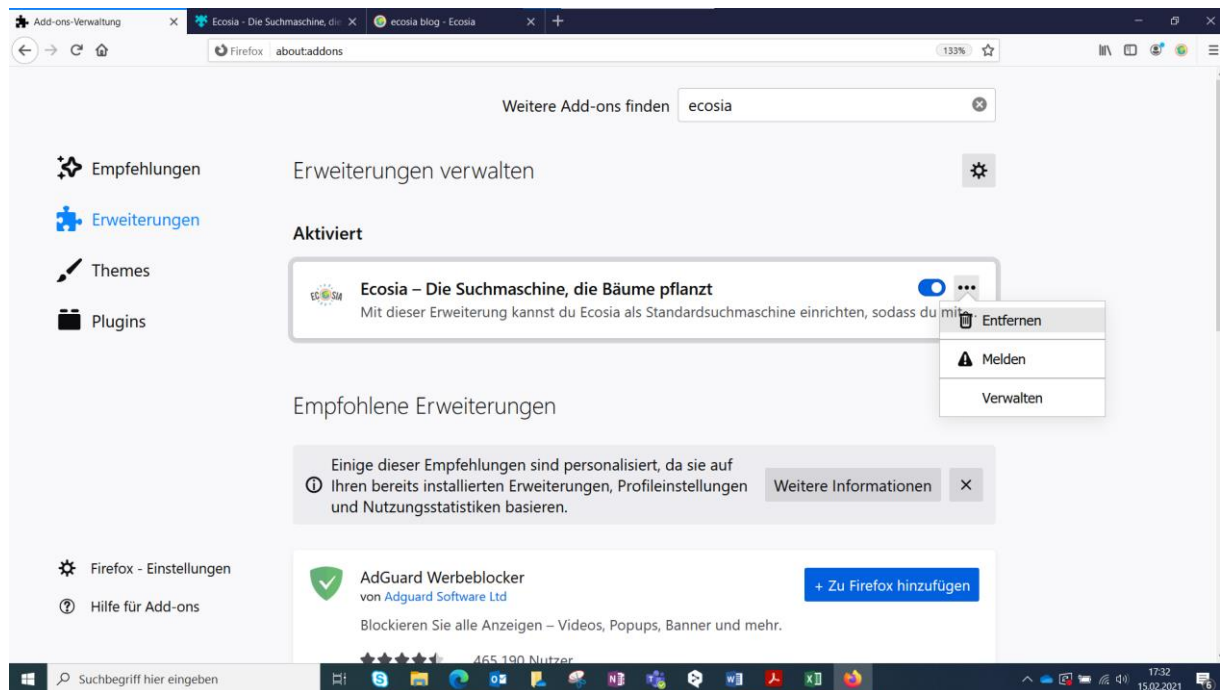 Add-ons-Verwaltung
Ecosia - Die Suchmaschine, die
ecosia blog - Ecosia
Firefox about:addons 133%
Weitere Add-ons finden ecosia
Empfehlungen
Erweiterungen
Themes
Plugins
Erweiterungen verwalten
Aktiviert
ECOSIA
Ecosia – Die Suchmaschine, die Bäume pflanzt
Mit dieser Erweiterung kannst du Ecosia als Standardsuchmaschine einrichten, sodass du mit…
Entfernen
Melden
Verwalten
Empfohlene Erweiterungen
Einige dieser Empfehlungen sind personalisiert, da sie auf
Ihren bereits installierten Erweiterungen, Profileinstellungen
und Nutzungsstatistiken basieren.
Weitere Informationen
Firefox - Einstellungen
Hilfe für Add-ons
AdGuard Werbeblocker
von Adguard Software Ltd
+ Zu Firefox hinzufügen
Blockieren Sie alle Anzeigen – Videos, Popups, Banner und mehr.
465.190 Nutzer
Suchbegriff hier eingeben
17:32
15.02.2021
6